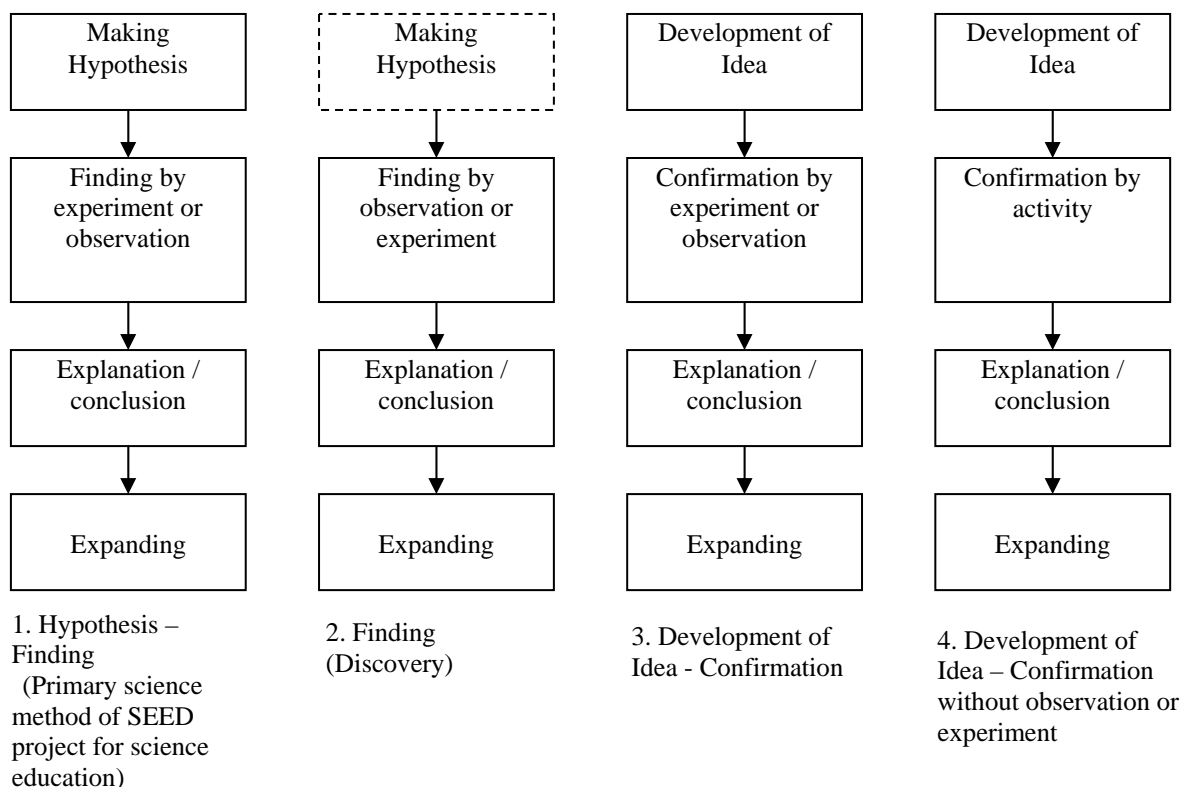 Making
Hypothesis
Finding by
experiment or
observation
Explanation /
conclusion
Expanding
1. Hypothesis –
Finding
(Primary science
method of SEED
project for science
education)
Making
Hypothesis
Finding by
observation or
experiment
Explanation /
conclusion
Expanding
2. Finding
(Discovery)
Development of
Idea
Confirmation by
experiment or
observation
Explanation /
conclusion
Expanding
3. Development of
Idea - Confirmation
Development of
Idea
Confirmation by
activity
Explanation /
conclusion
Expanding
4. Development of
Idea – Confirmation
without observation or
experiment